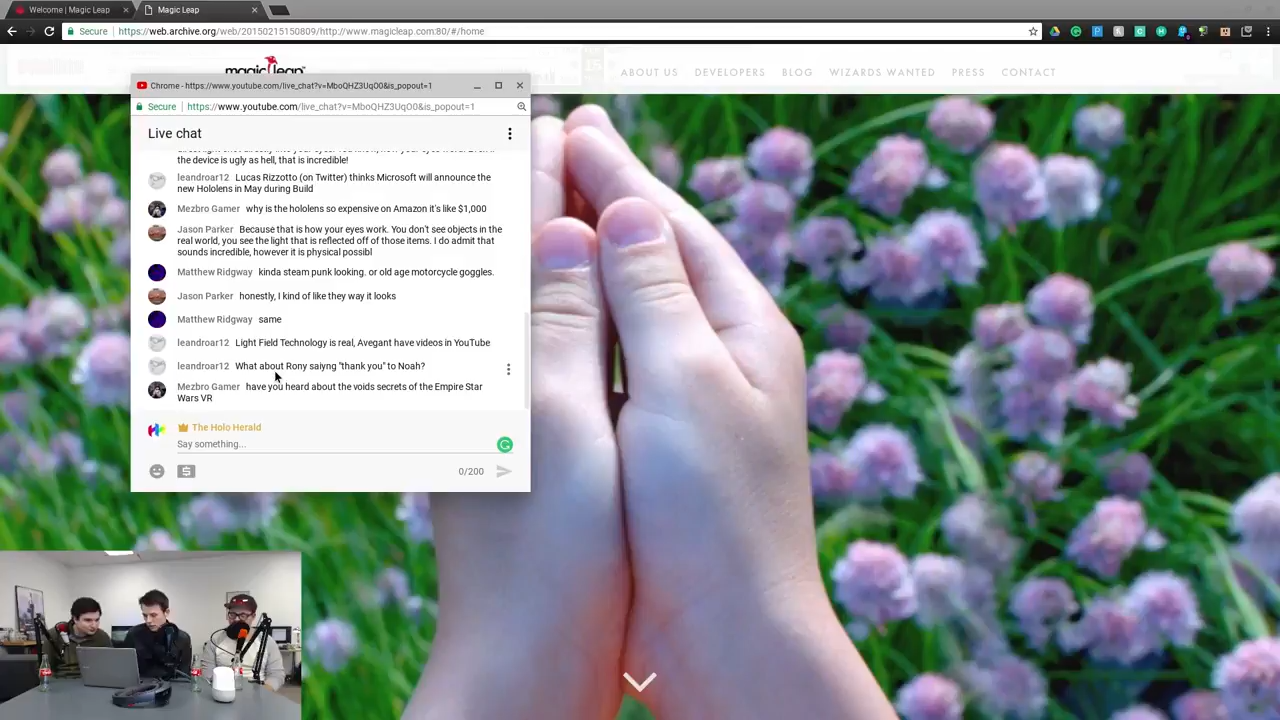 Welcome | Magic Leap
Magic Leap
Secure https://web.archive.org/web/20150215150809/http://www.magicleap.com:80/#/home
magic leap
ABOUT US DEVELOPERS BLOG WIZARDS WANTED PRESS CONTACT
Chrome - https://www.youtube.com/live_chat?v=MboQHZ3UqO0&is_popout=1
Secure https://www.youtube.com/live_chat?v=MboQHZ3UqO0&is_popout=1
Live chat
the device is ugly as hell, that is incredible!
leandroar12 Lucas Rizzotto (on Twitter) thinks Microsoft will announce the
new Hololens in May during Build
Mezbro Gamer why is the hololens so expensive on Amazon it's like $1,000
Jason Parker Because that is how your eyes work. You don't see objects in the
real world, you see the light that is reflected off of those items. I do admit that
sounds incredible, however it is physical possibl
Matthew Ridgway kinda steam punk looking. or old age motorcycle goggles.
Jason Parker honestly, I kind of like they way it looks
Matthew Ridgway same
leandroar12 Light Field Technology is real, Avegant have videos in YouTube
leandroar12 What about Rony saiyng "thank you" to Noah?
Mezbro Gamer have you heard about the voids secrets of the Empire Star
Wars VR
The Holo Herald
Say something...
0/200